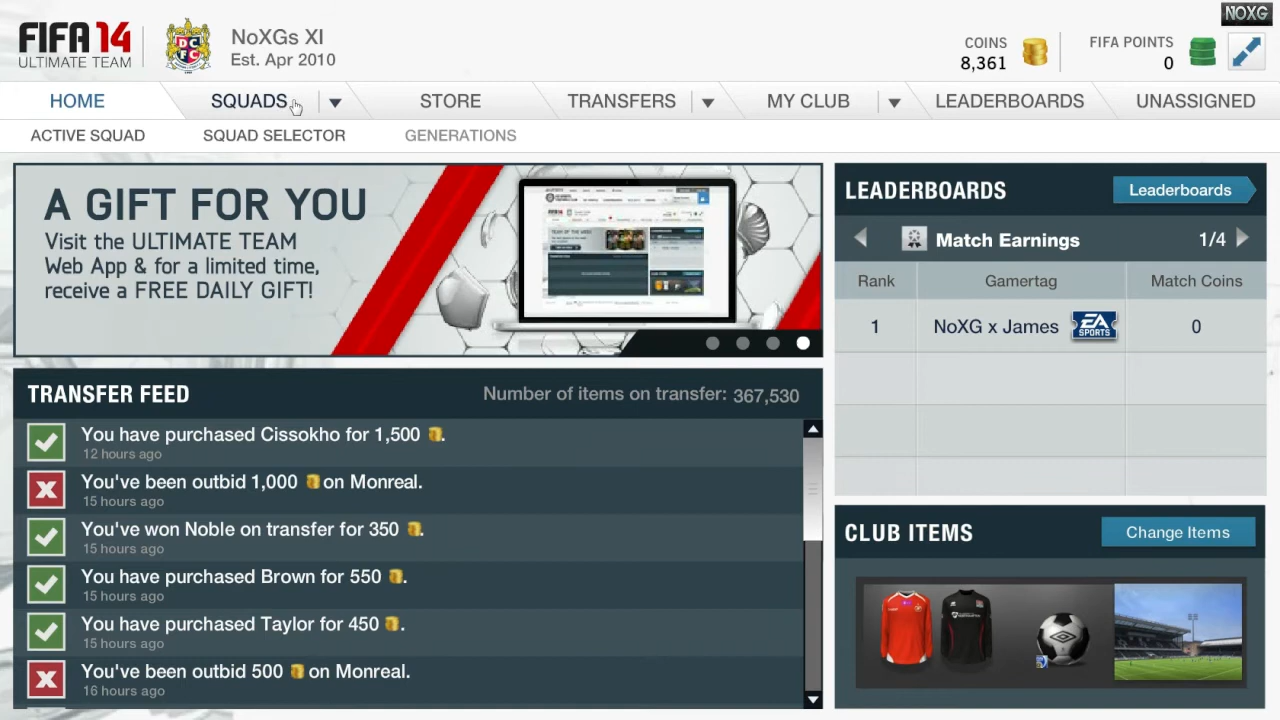 NOXG
FIFA 14
ULTIMATE TEAM
DC
FC
NoXGs XI
Est. Apr 2010
COINS
8,361
FIFA POINTS
0
HOME
SQUADS
STORE
TRANSFERS
MY CLUB
LEADERBOARDS
UNASSIGNED
ACTIVE SQUAD
SQUAD SELECTOR
GENERATIONS
A GIFT FOR YOU
Visit the ULTIMATE TEAM
Web App & for a limited time,
receive a FREE DAILY GIFT!
LEADERBOARDS
Leaderboards
Match Earnings
1/4
Rank
Gamertag
Match Coins
1
NoXG x James
EA
SPORTS
0
TRANSFER FEED
Number of items on transfer: 367,530
You have purchased Cissokho for 1,500 .
12 hours ago
You've been outbid 1,000 on Monreal.
15 hours ago
You've won Noble on transfer for 350 .
15 hours ago
You have purchased Brown for 550 .
15 hours ago
You have purchased Taylor for 450 .
15 hours ago
You've been outbid 500 on Monreal.
16 hours ago
CLUB ITEMS
Change Items